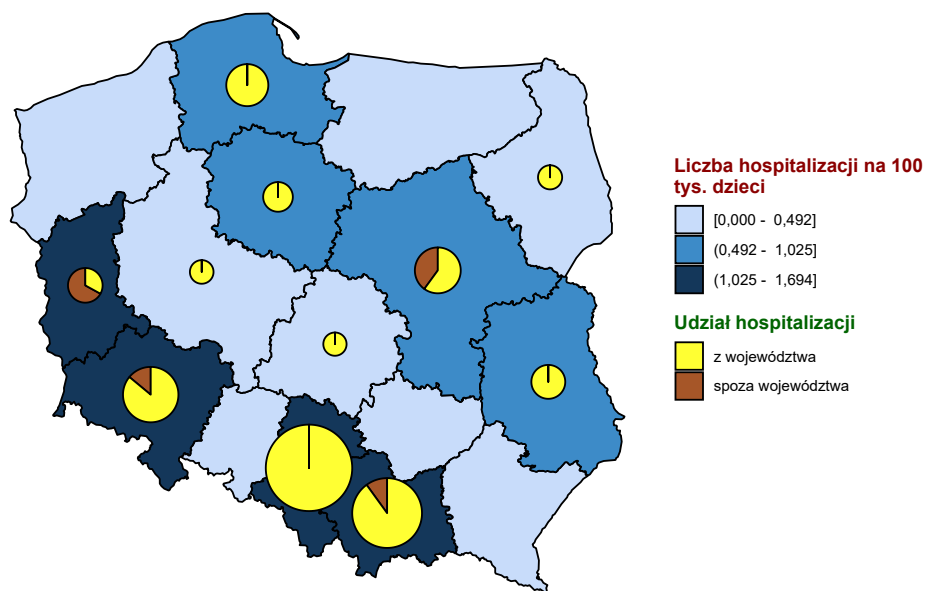 Liczba hospitalizacji na 100
tys. dzieci
[0,000 - 0,492]
(0,492 - 1,025]
(1,025 - 1,694]
Udział hospitalizacji
z województwa
spoza województwa